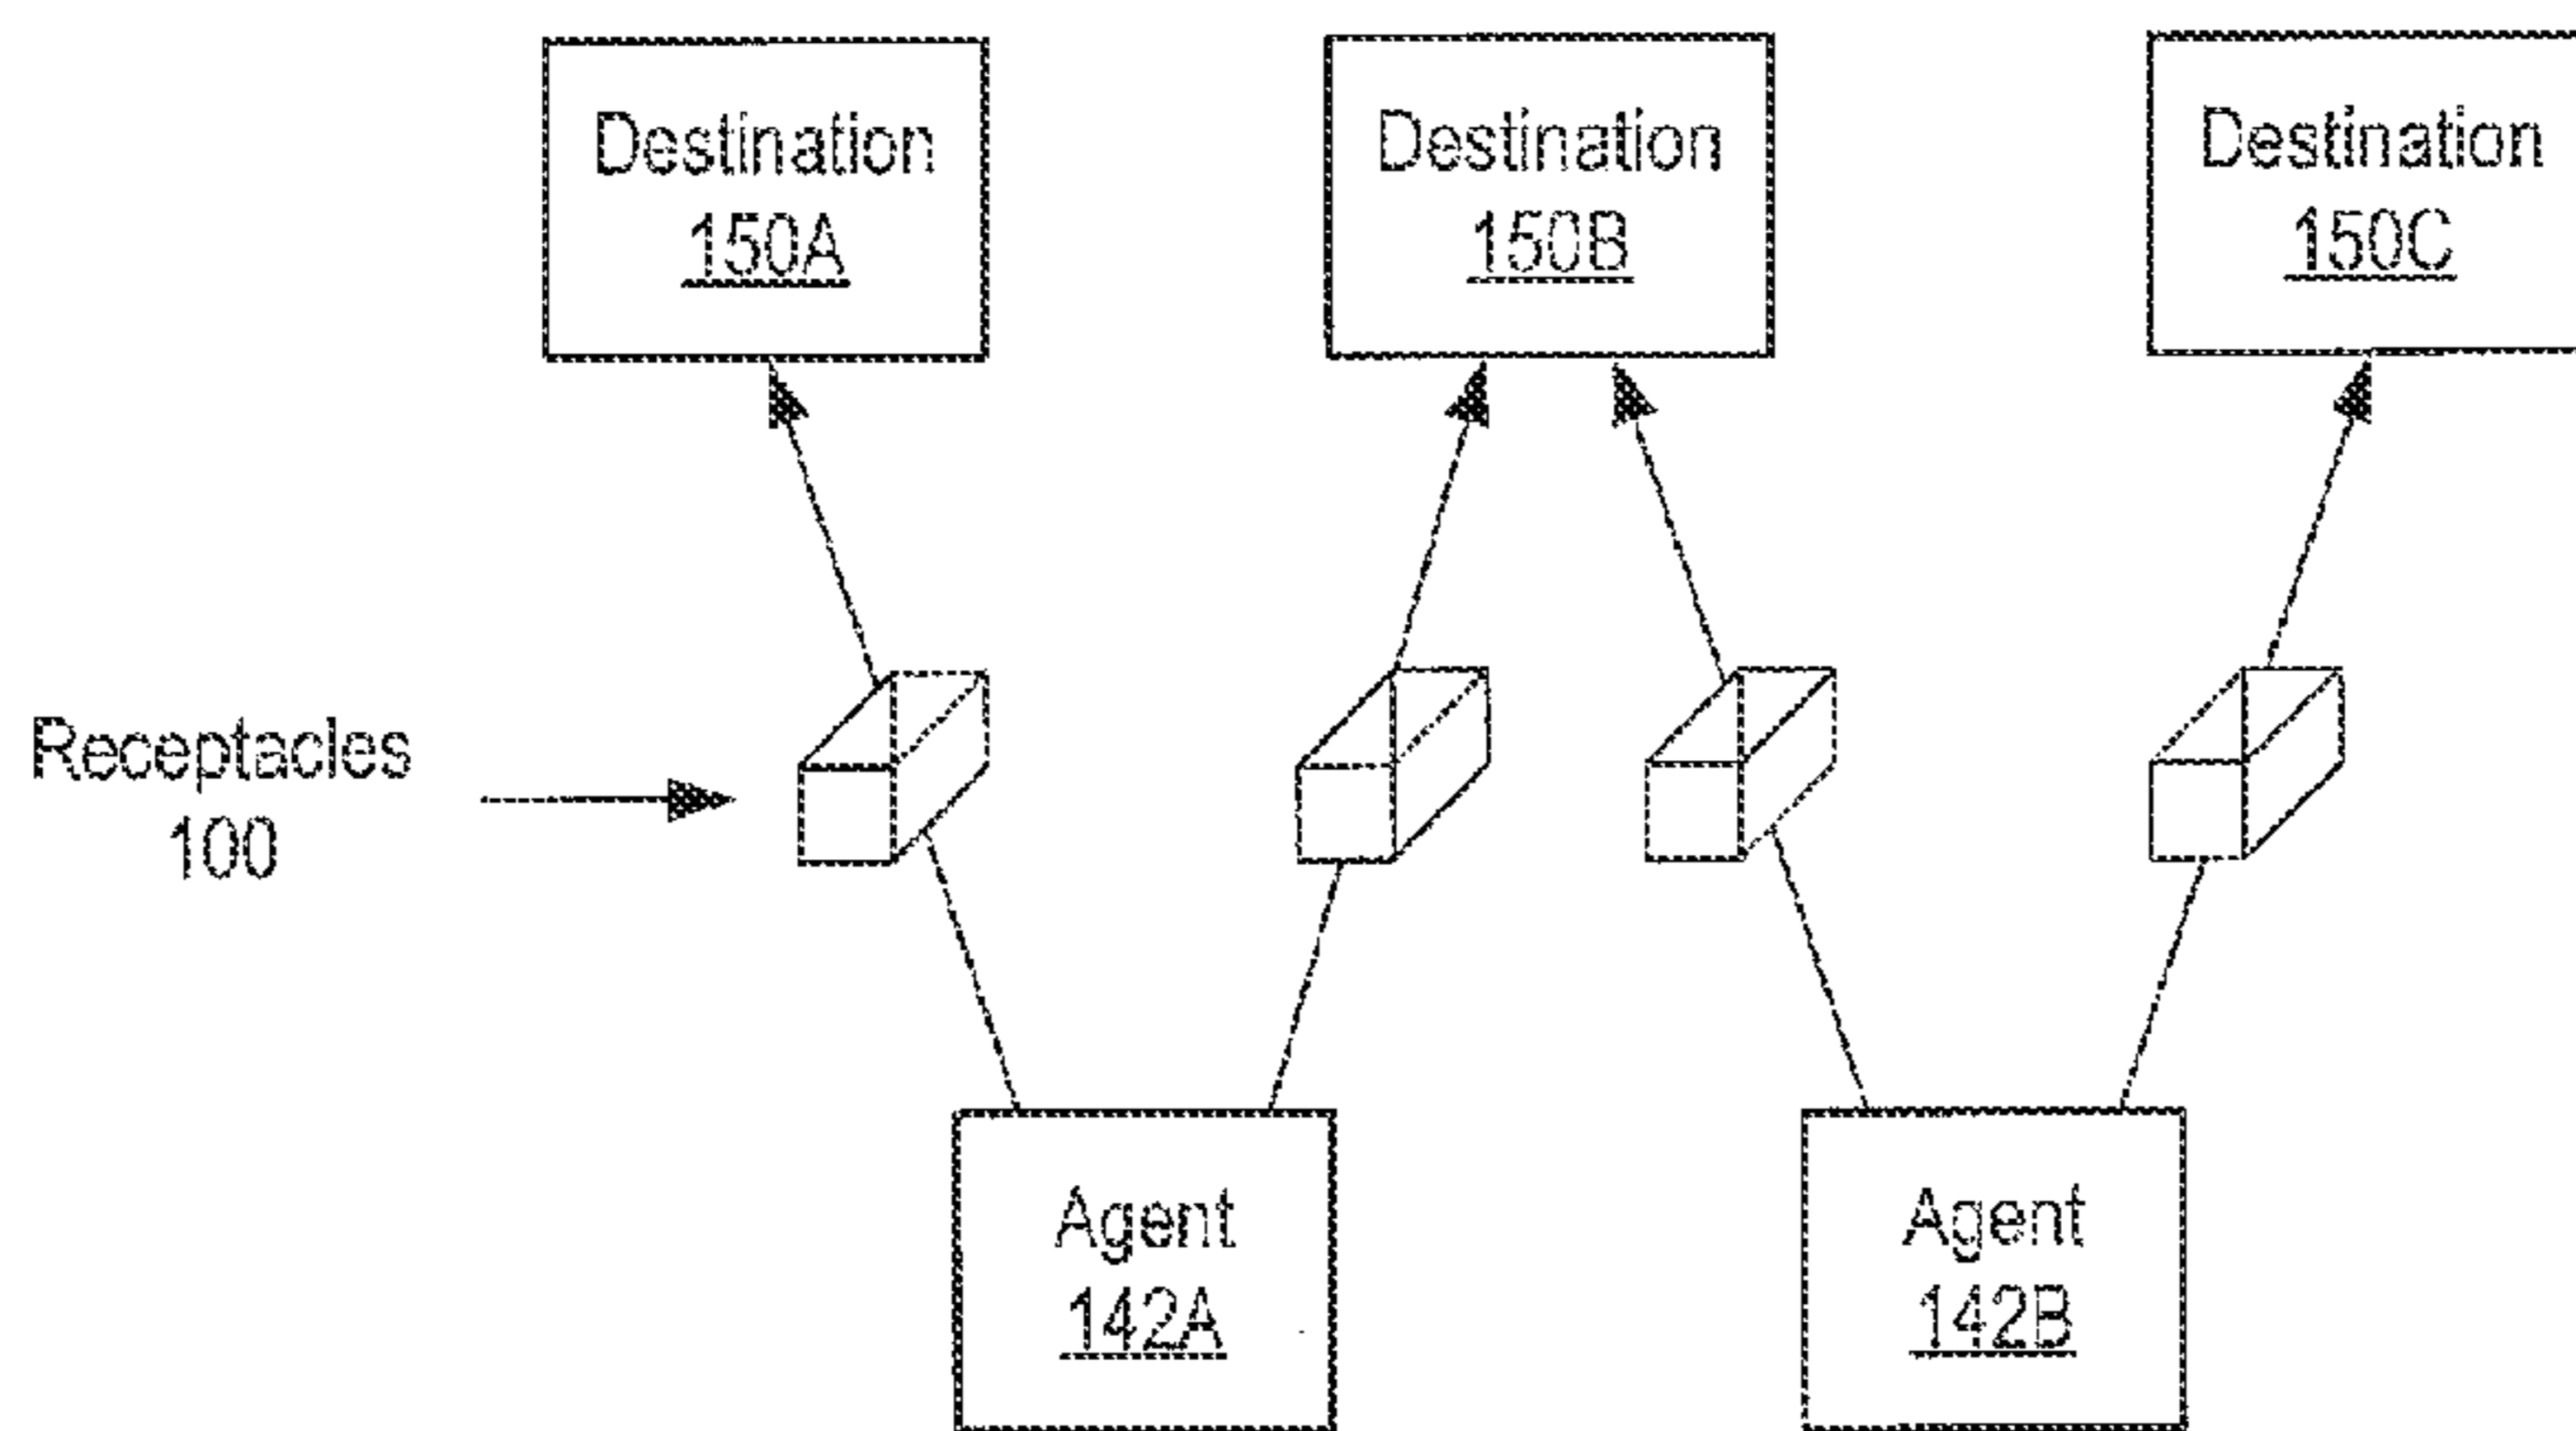 Destination
150A
Destination
150B
Destination
150C
Receptacles
100
Agent
142A
Agent
142B